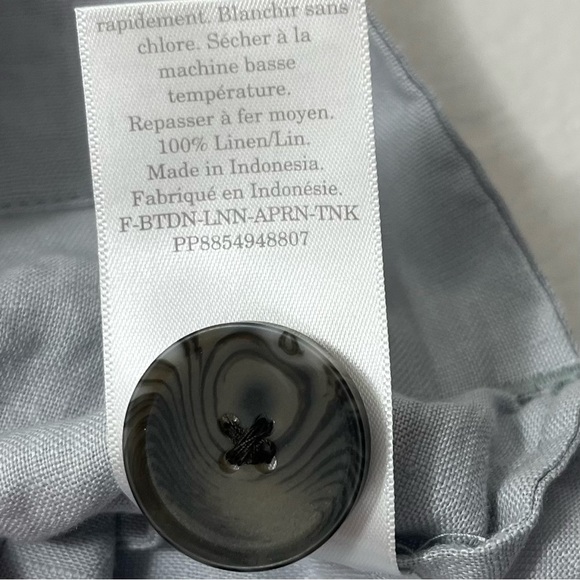 rapidement. Blanchir sans
chlore. Sécher à la
machine basse
température.
Repasser à fer moyen.
100% Linen/Lin.
Made in Indonesia.
Fabriqué en Indonésie.
F-BTDN-LNN-APRN-TNK
PP8854948807